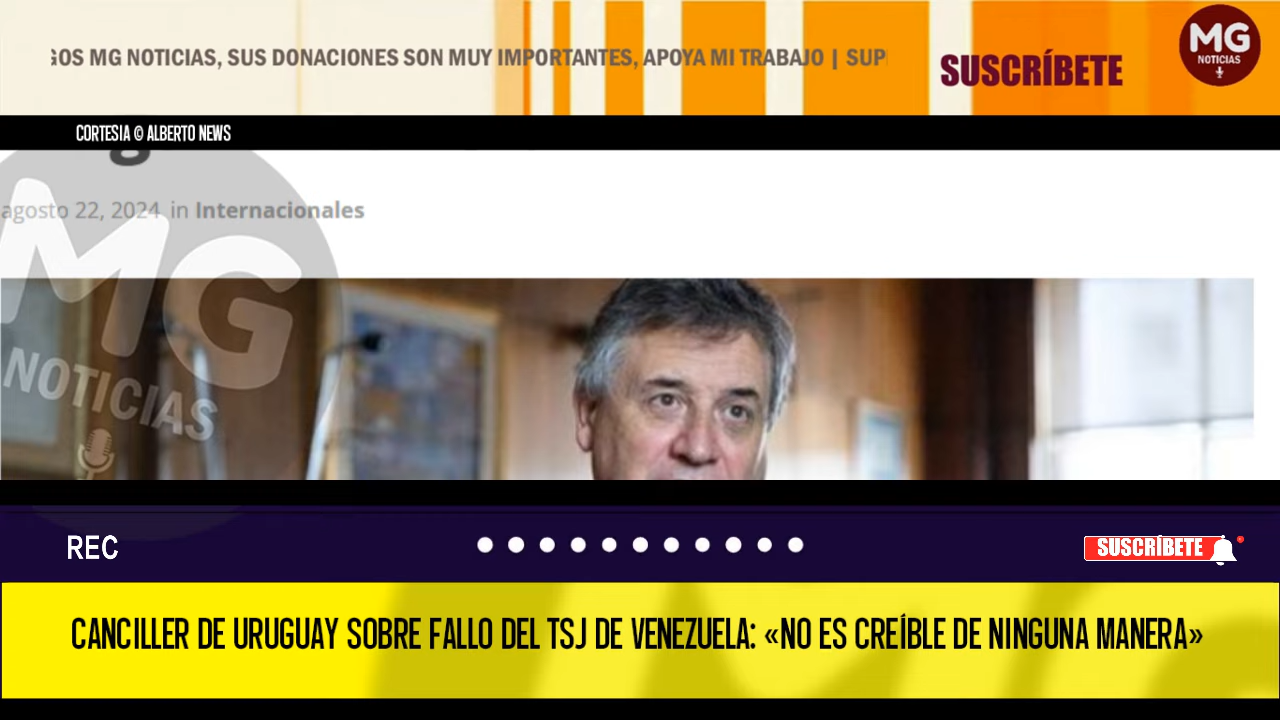 GOS MG NOTICIAS, SUS DONACIONES SON MUY IMPORTANTES, APOYA MI TRABAJO | SUP
SUSCRÍBETE
MG
NOTICIAS
CORTESIA © ALBERTO NEWS
agosto 22, 2024 in Internacionales
MG
NOTICIAS
REC
SUSCRÍBETE
CANCILLER DE URUGUAY SOBRE FALLO DEL TSJ DE VENEZUELA: «NO ES CREÍBLE DE NINGUNA MANERA»